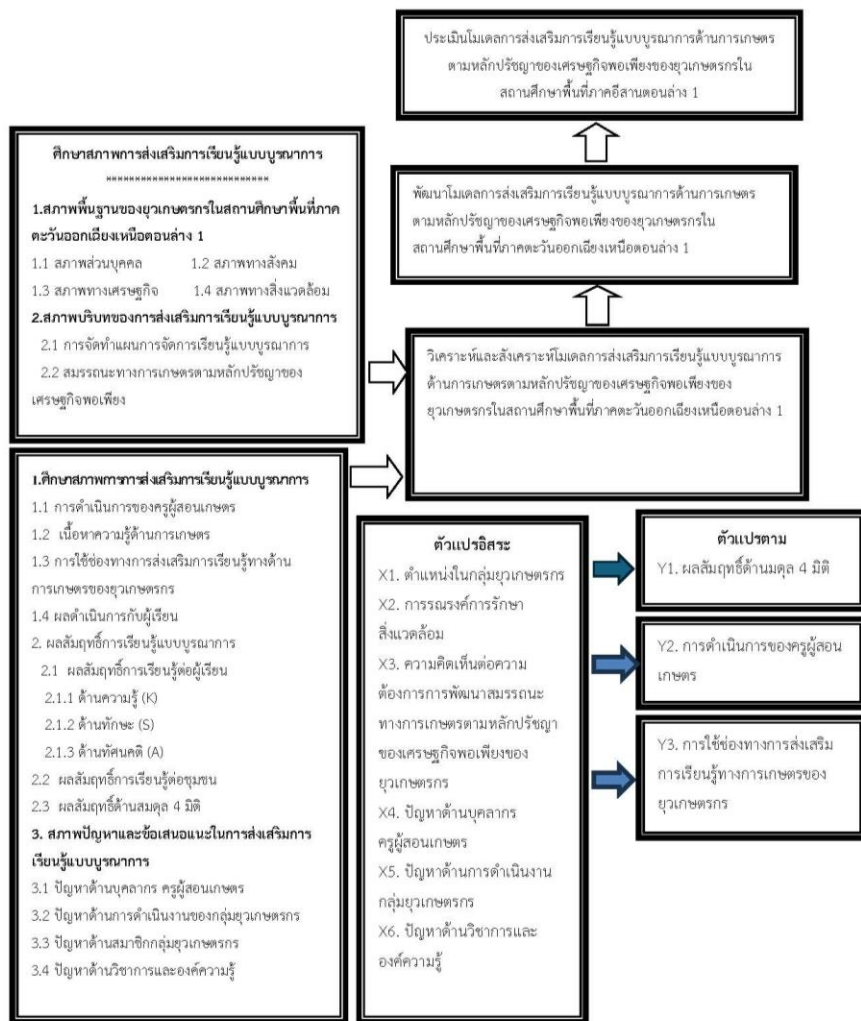 ประเมินโมเดลการส่งเสริมการเรียนรู้แบบบูรณาการด้านการเกษตร
ตามหลักปรัชญาของเศรษฐกิจพอเพียงของยุวเกษตรกรใน
สถานศึกษาพื้นที่ภาคอีสานตอนล่าง 1
พัฒนาโมเดลการส่งเสริมการเรียนรู้แบบบูรณาการด้านการเกษตร
ตามหลักปรัชญาของเศรษฐกิจพอเพียงของยุวเกษตรกรใน
สถานศึกษาพื้นที่ภาคตะวันออกเฉียงเหนือตอนล่าง 1
ศึกษาสภาพการส่งเสริมการเรียนรู้แบบบูรณาการ
****************************
1.สภาพพื้นฐานของยุวเกษตรกรในสถานศึกษาพื้นที่ภาค
ตะวันออกเฉียงเหนือตอนล่าง 1
1.1 สภาพส่วนบุคคล 1.2 สภาพทางสังคม
1.3 สภาพทางเศรษฐกิจ 1.4 สภาพทางสิ่งแวดล้อม
2.สภาพบริบทของการส่งเสริมการเรียนรู้แบบบูรณาการ
2.1 การจัดทำแผนการจัดการเรียนรู้แบบบูรณาการ
2.2 สมรรถนะทางการเกษตรตามหลักปรัชญาของ
เศรษฐกิจพอเพียง
วิเคราะห์และสังเคราะห์โมเดลการส่งเสริมการเรียนรู้แบบบูรณาการ
ด้านการเกษตรตามหลักปรัชญาของเศรษฐกิจพอเพียงของ
ยุวเกษตรกรในสถานศึกษาพื้นที่ภาคตะวันออกเฉียงเหนือตอนล่าง 1
1.ศึกษาสภาพการการส่งเสริมการเรียนรู้แบบบูรณาการ
1.1 การดำเนินการของครูผู้สอนเกษตร
1.2 เนื้อหาความรู้ด้านการเกษตร
1.3 การใช้ช่องทางการส่งเสริมการเรียนรู้ทางด้าน
การเกษตรของยุวเกษตรกร
1.4 ผลดำเนินการกับผู้เรียน
2. ผลสัมฤทธิ์การเรียนรู้แบบบูรณาการ
2.1 ผลสัมฤทธิ์การเรียนรู้ต่อผู้เรียน
2.1.1 ด้านความรู้ (K)
2.1.2 ด้านทักษะ (S)
2.1.3 ด้านทัศนคติ (A)
2.2 ผลสัมฤทธิ์การเรียนรู้ต่อชุมชน
2.3 ผลสัมฤทธิ์ด้านสมดุล 4 มิติ
3. สภาพปัญหาและข้อเสนอแนะในการส่งเสริมการ
เรียนรู้แบบบูรณาการ
3.1 ปัญหาด้านบุคลากร ครูผู้สอนเกษตร
3.2 ปัญหาด้านการดำเนินงานของกลุ่มยุวเกษตรกร
3.3 ปัญหาด้านสมาชิกกลุ่มยุวเกษตรกร
3.4 ปัญหาด้านวิชาการและองค์ความรู้
ตัวแปรอิสระ
X1. ตำแหน่งในกลุ่มยุวเกษตรกร
X2. การรณรงค์การรักษา
สิ่งแวดล้อม
X3. ความคิดเห็นต่อความ
ต้องการการพัฒนาสมรรถนะ
ทางการเกษตรตามหลักปรัชญา
ของเศรษฐกิจพอเพียงของ
ยุวเกษตรกร
X4. ปัญหาด้านบุคลากร
ครูผู้สอนเกษตร
X5. ปัญหาด้านการดำเนินงาน
กลุ่มยุวเกษตรกร
X6. ปัญหาด้านวิชาการและ
องค์ความรู้
ตัวแปรตาม
Y1. ผลสัมฤทธิ์ด้านมดุล 4 มิติ
Y2. การดำเนินการของครูผู้สอน
เกษตร
Y3. การใช้ช่องทางการส่งเสริม
การเรียนรู้ทางการเกษตรของ
ยุวเกษตรกร